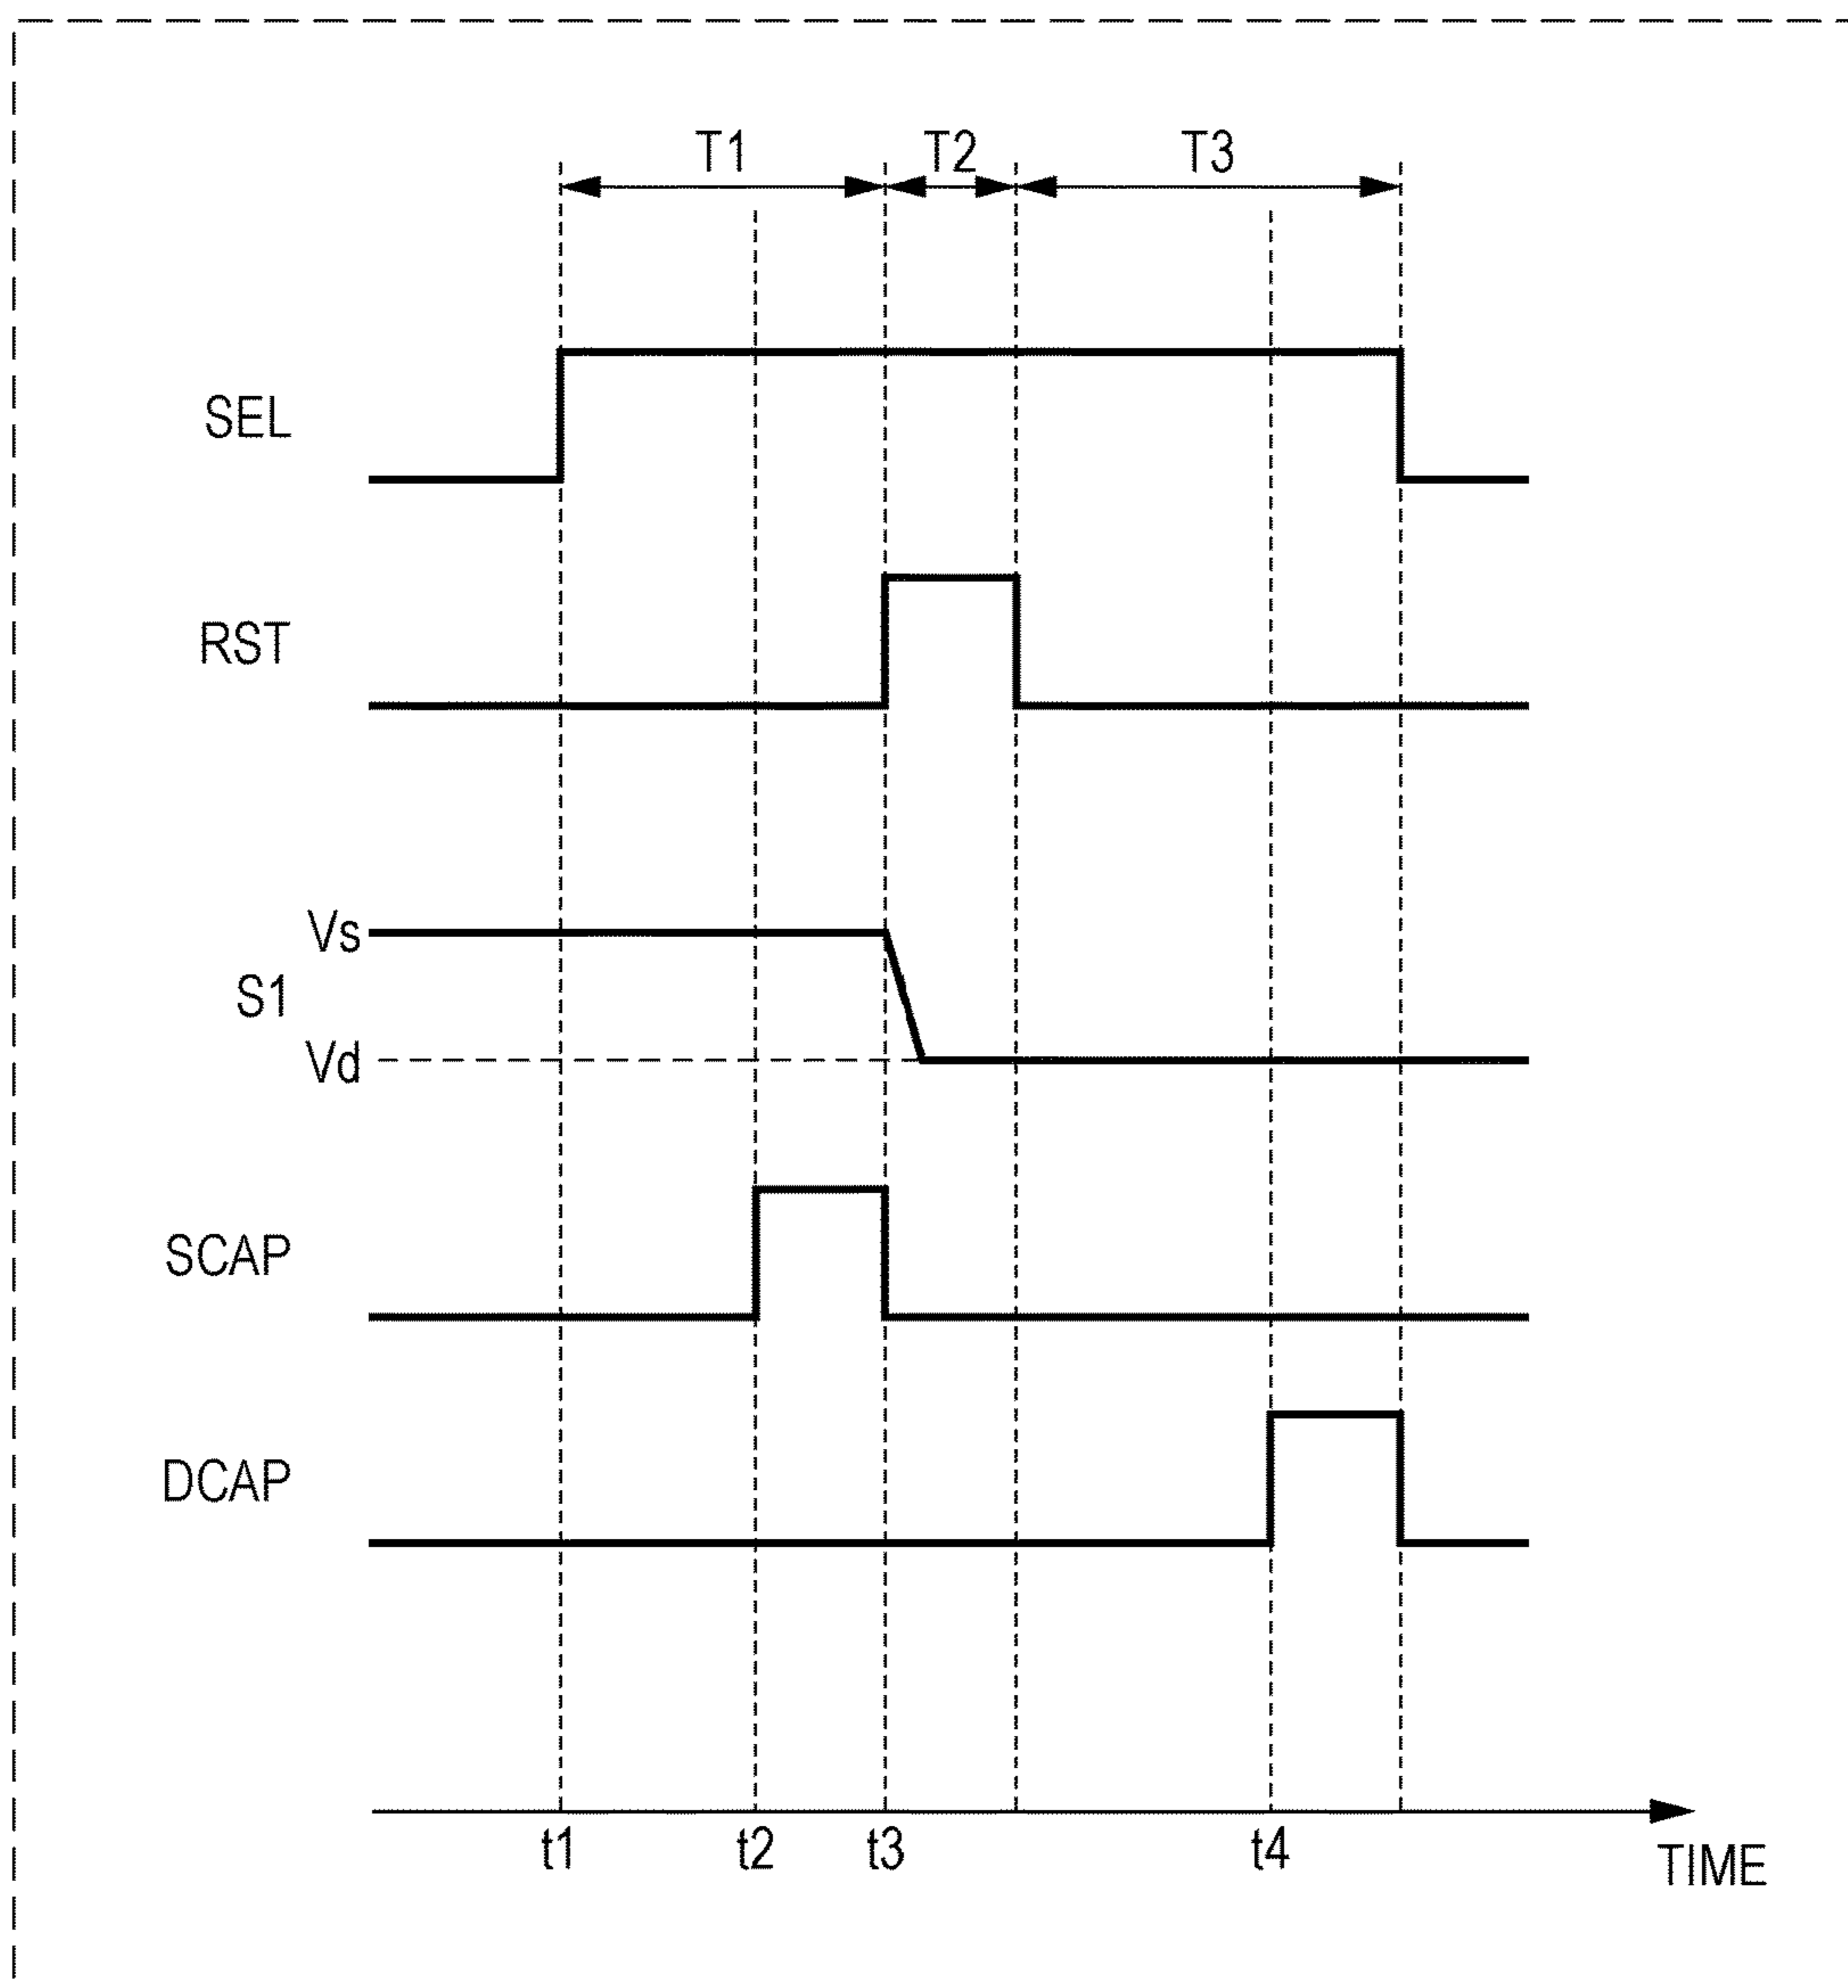 T1 T2 T3
SEL
RST
Vs
S1
Vd
SCAP
DCAP
t1 t2 t3 t4
TIME